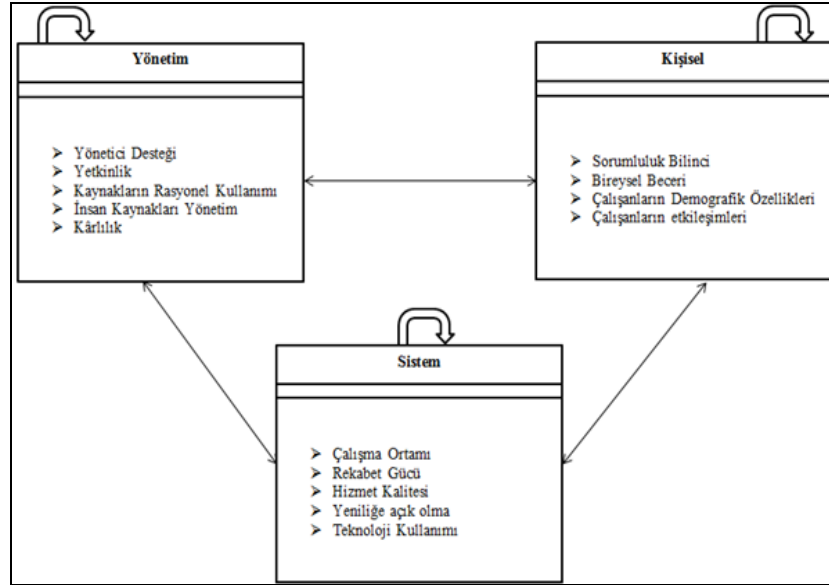 Yönetim
Yönetici Desteği
Yetkinlik
Kaynakların Rasyonel Kullanımı
İnsan Kaynakları Yönetim
Kârlılık
Kişisel
Sorumluluk Bilinci
Bireysel Beceri
Çalışanların Demografik Özellikleri
Çalışanların etkileşimleri
Sistem
Çalışma Ortamı
Rekabet Gücü
Hizmet Kalitesi
Yeniliğe açık olma
Teknoloji Kullanımı